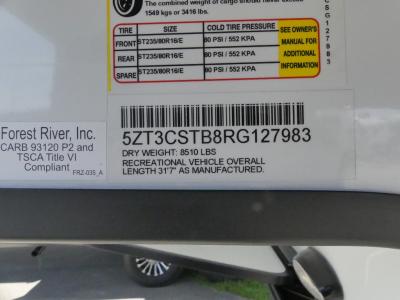 The combined weight of cargo should never exceed
1549 kgs or 3416 lbs.
TIRE SIZE COLD TIRE PRESSURE SEE OWNER'S MANUAL FOR ADDITIONAL INFORMATION
FRONT ST235/80R16/E 80 PSI / 552 KPA
REAR ST235/80R16/E 80 PSI / 552 KPA
SPARE ST235/80R16/E 80 PSI / 552 KPA
Forest River, Inc.
CARB 93120 P2 and
TSCA Title VI
Compliant
FRZ-035_A
5ZT3CSTB8RG127983
DRY WEIGHT: 8510 LBS
RECREATIONAL VEHICLE OVERALL
LENGTH 31'7" AS MANUFACTURED.